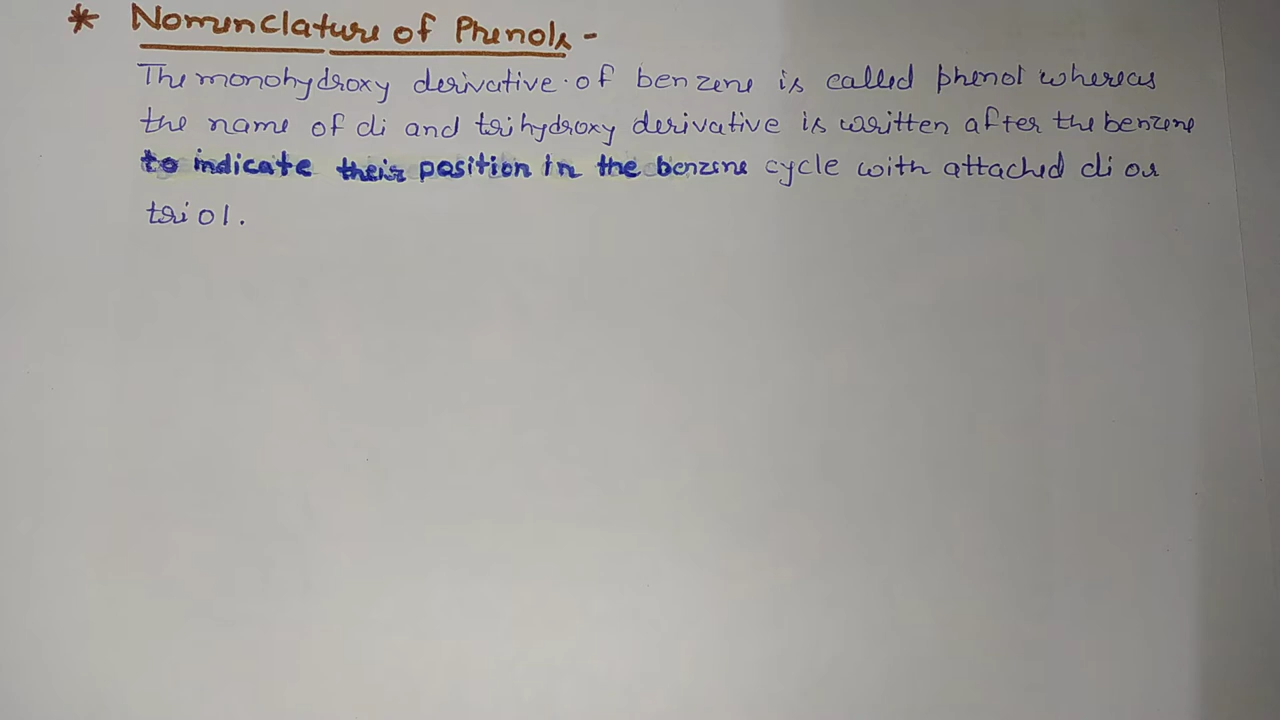 * Nomenclature of Phenols -
The monohydroxy derivative of benzene is called phenol whereas
the name of di and trihydroxy derivative is written after the benzene
to indicate their position in the benzene cycle with attached di or
triol.